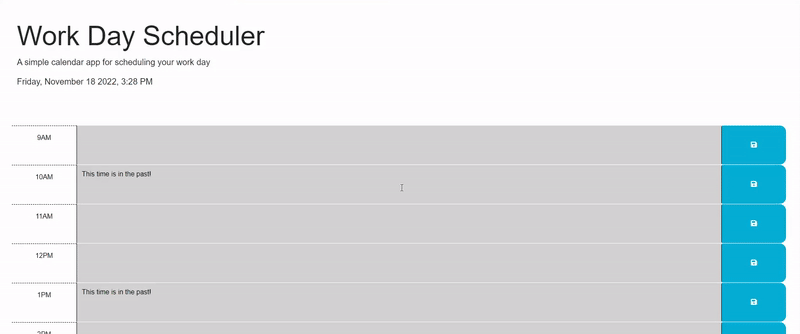 Work Day Scheduler
A simple calendar app for scheduling your work day
Friday, November 18 2022, 3:28 PM
9AM
10AM
This time is in the past!
11AM
12PM
1PM
This time is in the past!
2PM